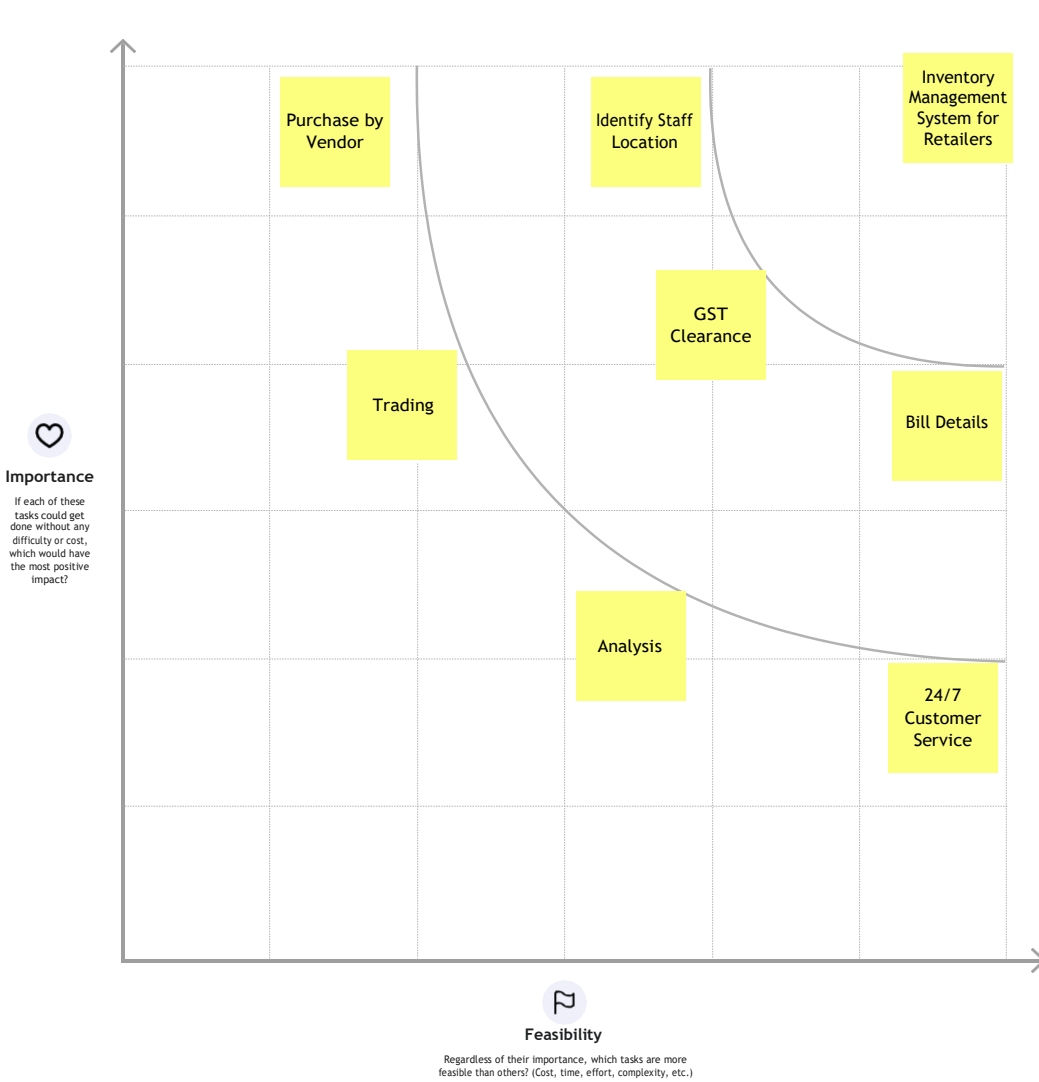 Inventory
Management
System for
Retailers
Purchase by
Vendor
Identify Staff
Location
GST
Clearance
Trading
Bill Details
Importance
If each of these
tasks could get
done without any
difficulty or cost,
which would have
the most positive
impact?
Analysis
24/7
Customer
Service
Feasibility
Regardless of their importance, which tasks are more
feasible than others? (Cost, time, effort, complexity, etc.)